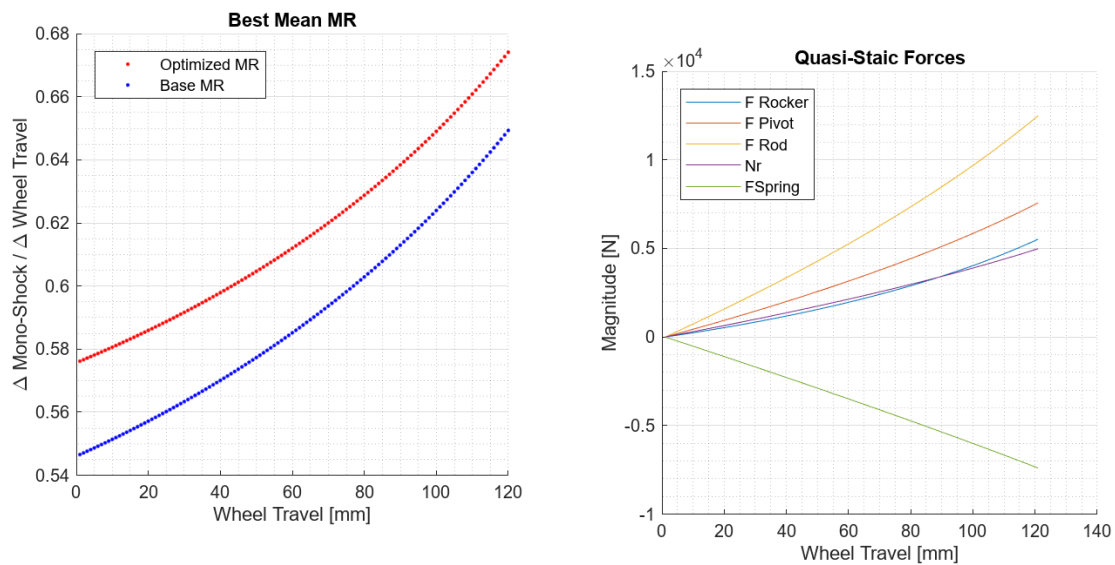 Best Mean MR
Optimized MR
Base MR
Δ Mono-Shock / Δ Wheel Travel
0.68
0.66
0.64
0.62
0.6
0.58
0.56
0.54
0 20 40 60 80 100 120
Wheel Travel [mm]
Quasi-Staic Forces
×10⁴
F Rocker
F Pivot
F Rod
Nr
FSpring
Magnitude [N]
1.5
1
0.5
0
-0.5
-1
0 20 40 60 80 100 120 140
Wheel Travel [mm]